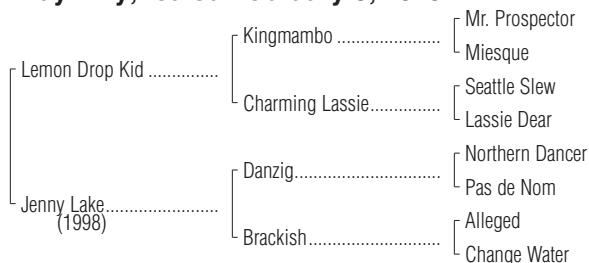 Kingmambo ..................
Mr. Prospector
Miesque
Lemon Drop Kid ...............
Charming Lassie...............
Seattle Slew
Lassie Dear
Danzig...............................
Northern Dancer
Pas de Nom
Jenny Lake........................
(1998)
Brackish............................
Alleged
Change Water